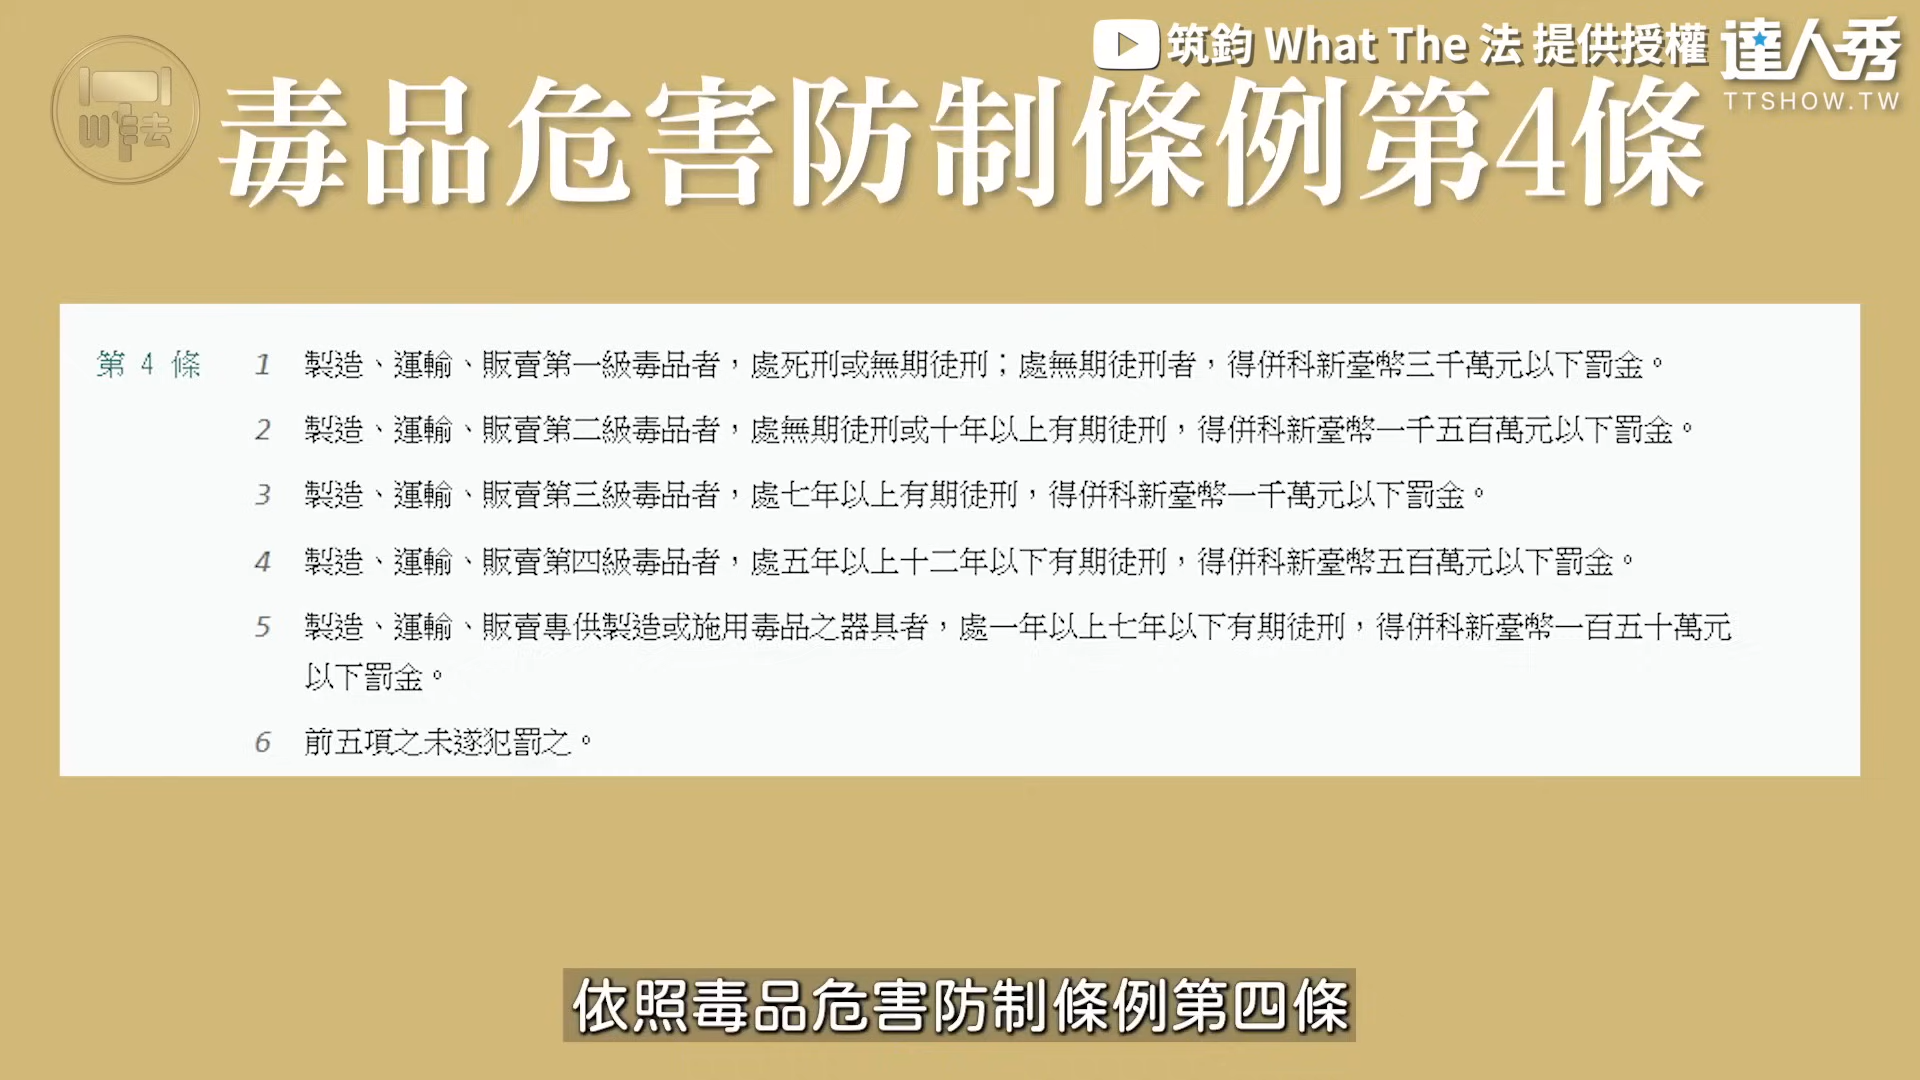 筑鈞 What The 法 提供授權
達人秀
TTSHOW.TW
W法
毒品危害防制條例第4條
第 4 條 1 製造、運輸、販賣第一級毒品者，處死刑或無期徒刑；處無期徒刑者，得併科新臺幣三千萬元以下罰金。
2 製造、運輸、販賣第二級毒品者，處無期徒刑或十年以上有期徒刑，得併科新臺幣一千五百萬元以下罰金。
3 製造、運輸、販賣第三級毒品者，處七年以上有期徒刑，得併科新臺幣一千萬元以下罰金。
4 製造、運輸、販賣第四級毒品者，處五年以上十二年以下有期徒刑，得併科新臺幣五百萬元以下罰金。
5 製造、運輸、販賣專供製造或施用毒品之器具者，處一年以上七年以下有期徒刑，得併科新臺幣一百五十萬元
以下罰金。
6 前五項之未遂犯罰之。
依照毒品危害防制條例第四條